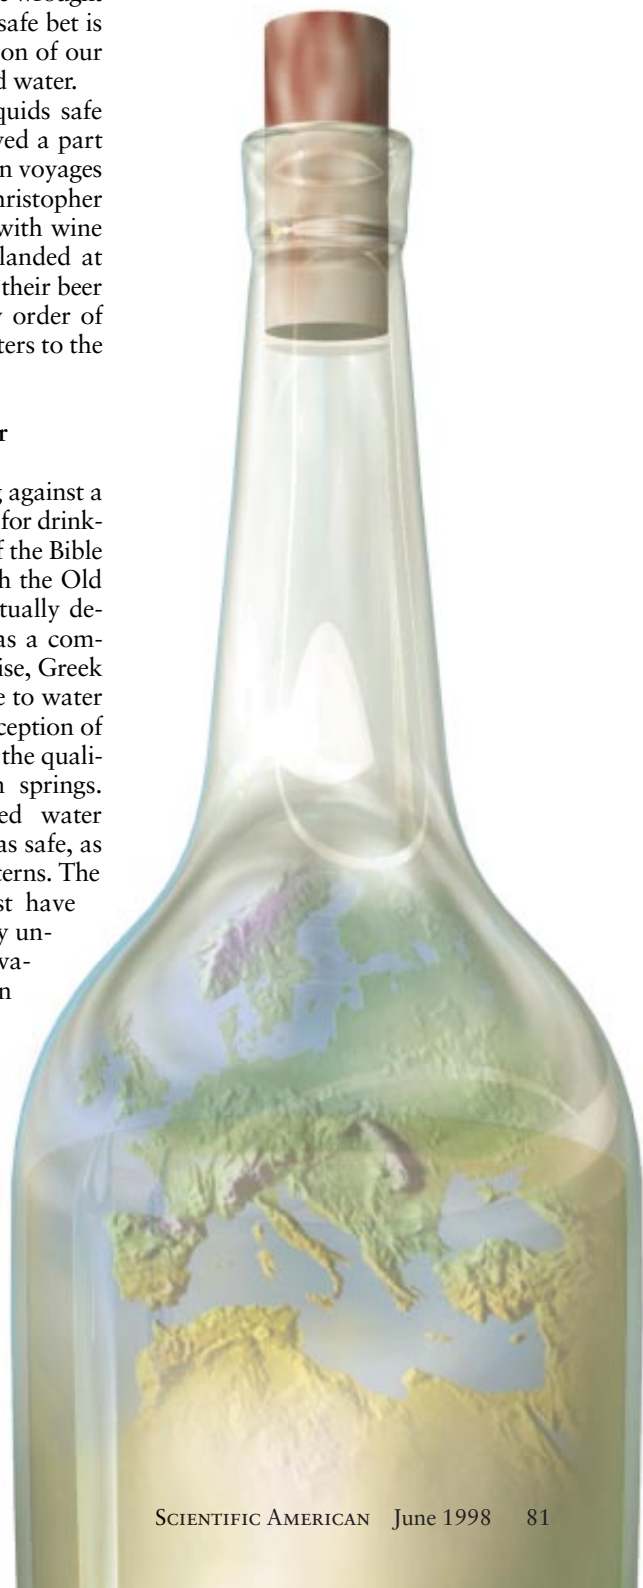 safe bet is
on of our
d water.
quids safe
ved a part
n voyages
hristopher
with wine
landed at
their beer
order of
ters to the
r
against a
for drink-
f the Bible
h the Old
tually de-
as a com-
ise, Greek
e to water
ception of
the quali-
n springs.
ed water
as safe, as
terns. The
st have
y un-
va-
n
SCIENTIFIC AMERICAN June 1998 81